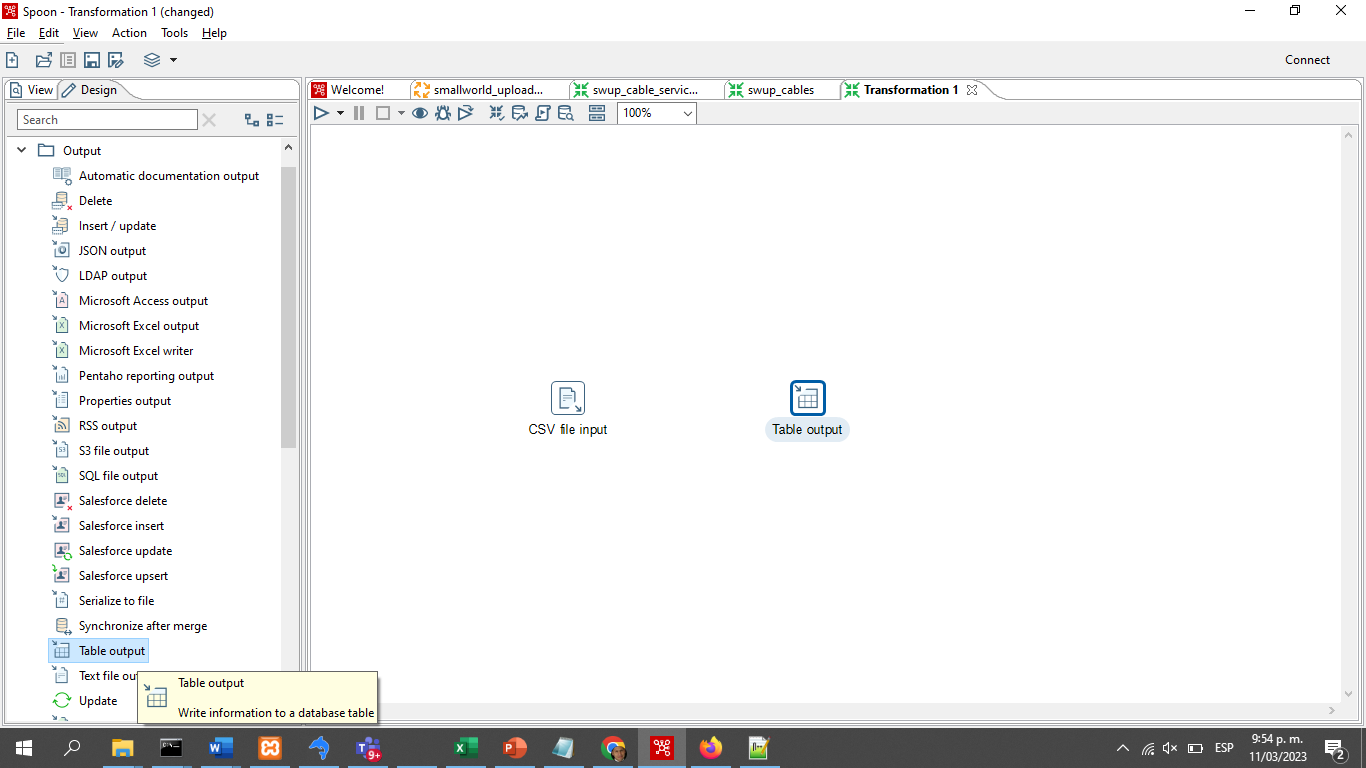 Spoon - Transformation 1 (changed)
File Edit View Action Tools Help
Connect
View Design
Welcome! smallworld_upload... swup_cable_servic... swup_cables Transformation 1
Search
100%
Output
Automatic documentation output
Delete
Insert / update
JSON output
LDAP output
Microsoft Access output
Microsoft Excel output
Microsoft Excel writer
Pentaho reporting output
Properties output
RSS output
S3 file output
SQL file output
Salesforce delete
Salesforce insert
Salesforce update
Salesforce upsert
Serialize to file
Synchronize after merge
Table output
Text file ou
Update
Table output
Write information to a database table
CSV file input
Table output
9+
ESP
9:54 p. m.
11/03/2023
2